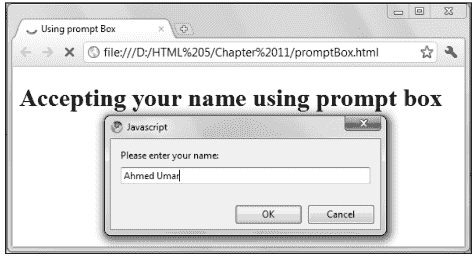 Using prompt Box
file:///D:/HTML%205/Chapter%2011/promptBox.html
Accepting your name using prompt box
Javascript
Please enter your name:
Ahmed Umar
OK Cancel